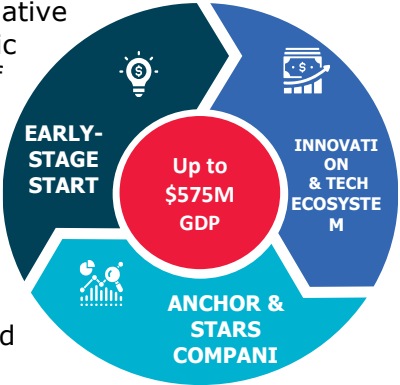 ative
ic
f
EARLY-
STAGE
START
$
$
INNOVATI
ON
& TECH
ECOSYSTE
M
Up to
$575M
GDP
ANCHOR &
STARS
COMPANI
d